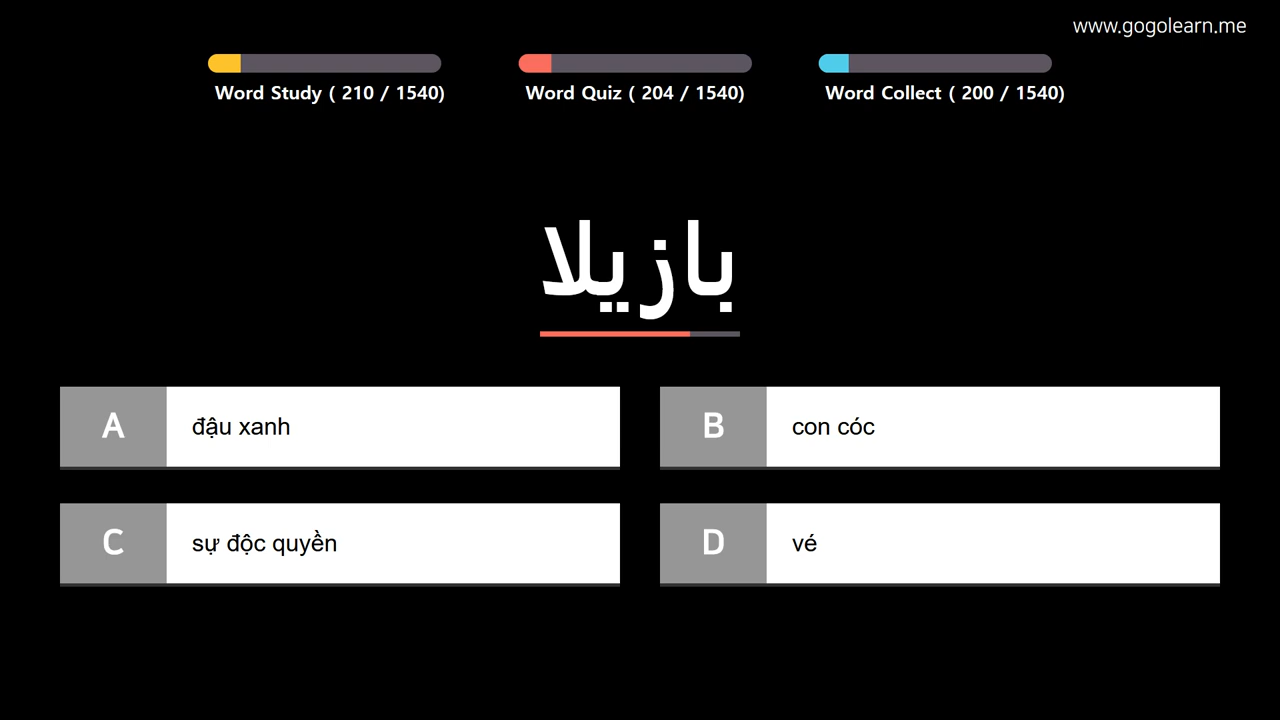 www.gogolearn.me
Word Study ( 210 / 1540)
Word Quiz ( 204 / 1540)
Word Collect ( 200 / 1540)
بازيلا
A
đậu xanh
B
con cóc
C
sự độc quyền
D
vé